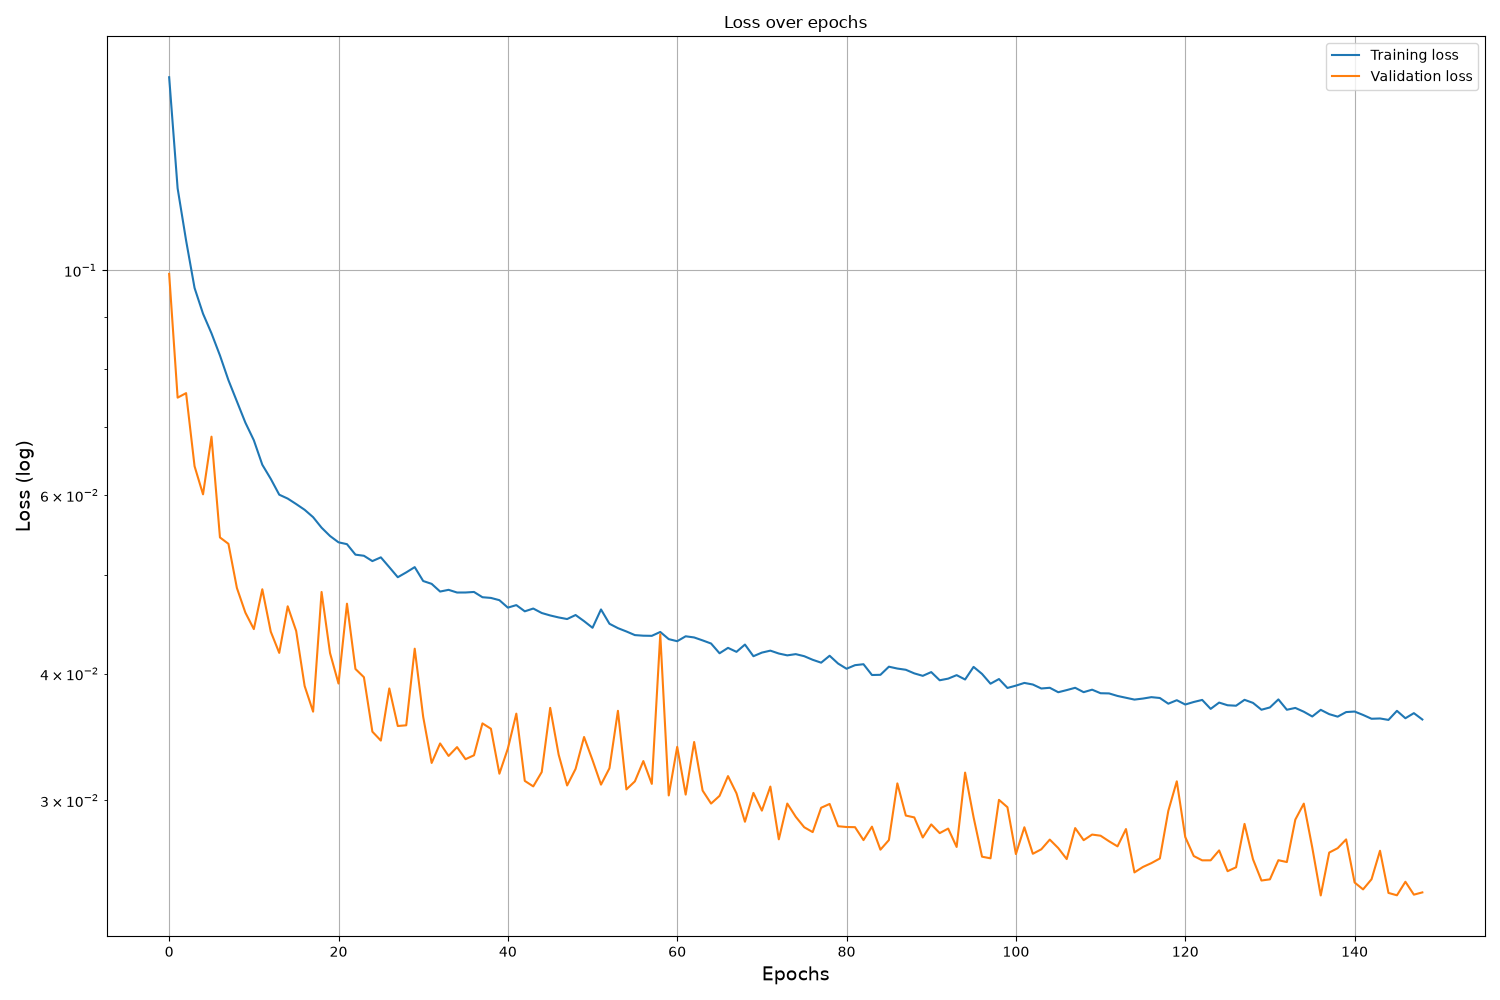 Loss over epochs
Training loss
Validation loss
10⁻¹
6 × 10⁻²
4 × 10⁻²
3 × 10⁻²
Loss (log)
0 20 40 60 80 100 120 140
Epochs